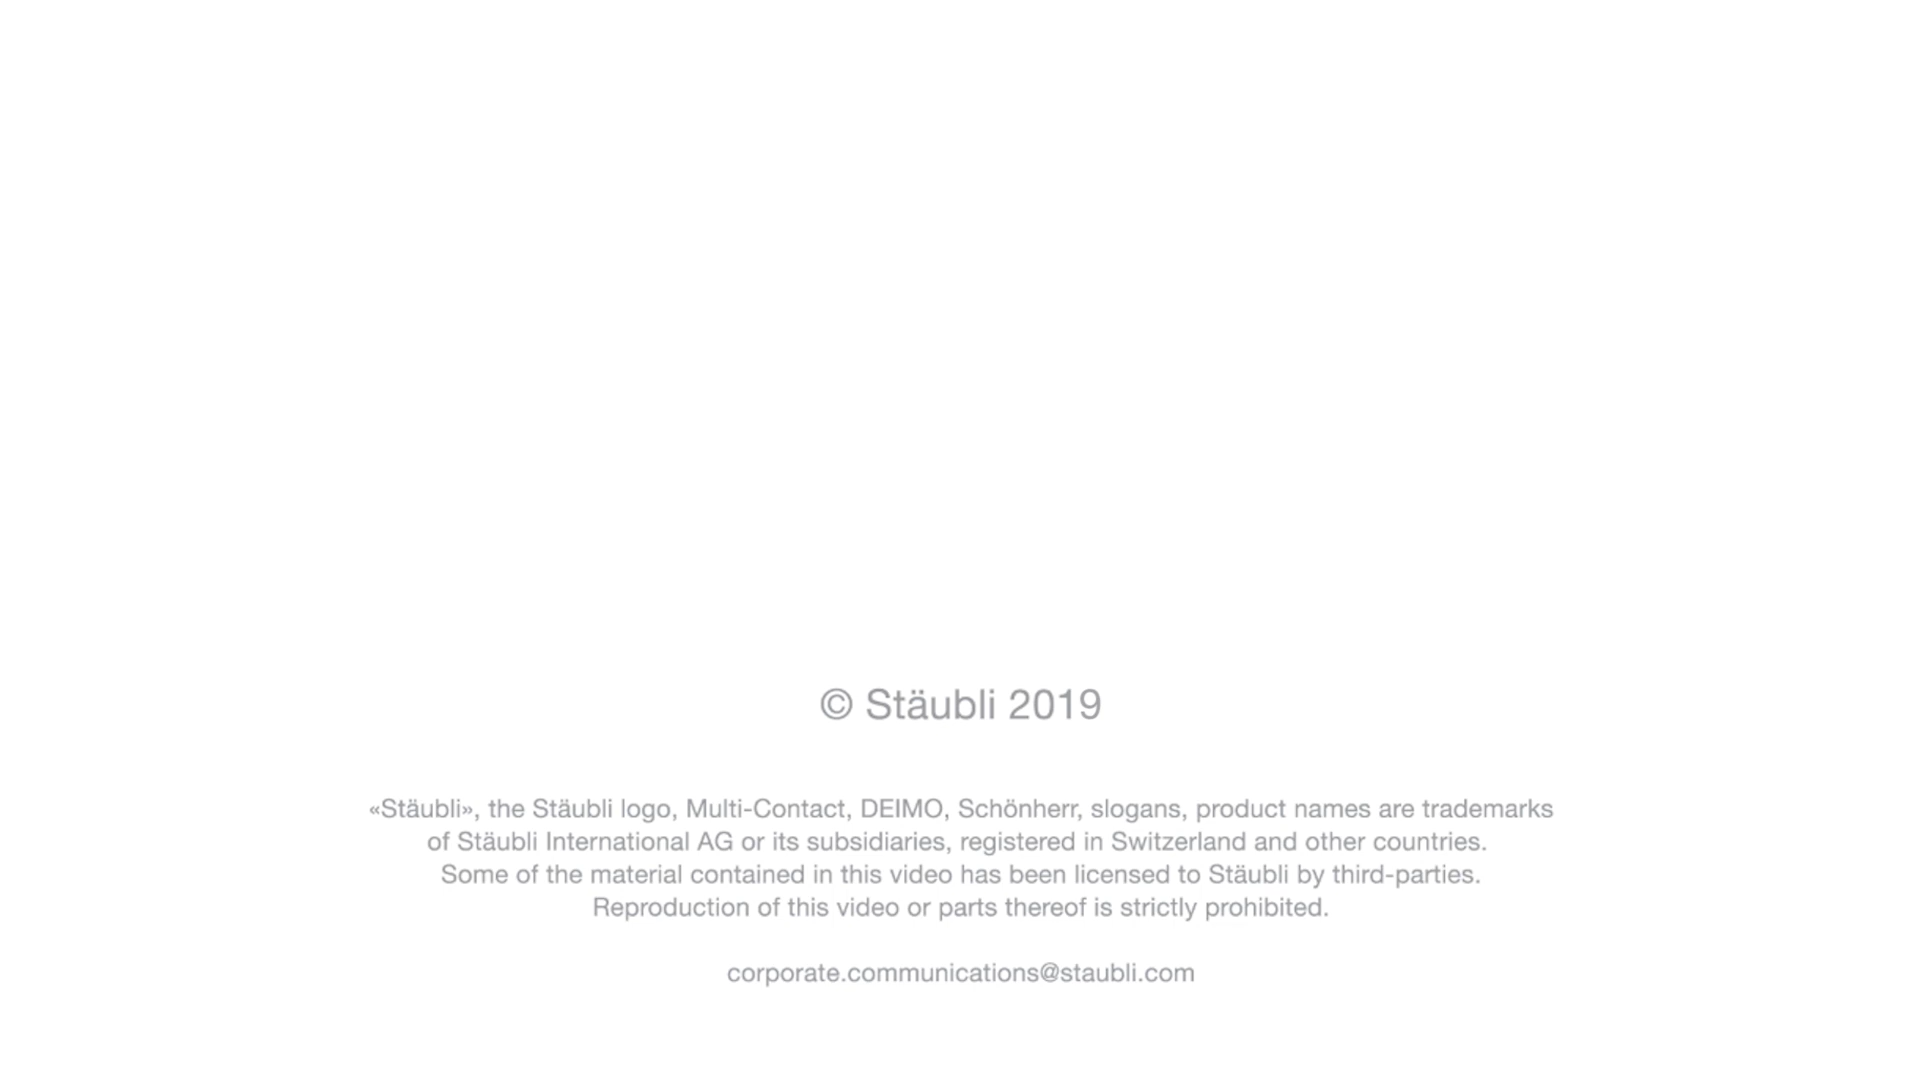 © Stäubli 2019
«Stäubli», the Stäubli logo, Multi-Contact, DEIMO, Schönherr, slogans, product names are trademarks
of Stäubli International AG or its subsidiaries, registered in Switzerland and other countries.
Some of the material contained in this video has been licensed to Stäubli by third-parties.
Reproduction of this video or parts thereof is strictly prohibited.
corporate.communications@staubli.com